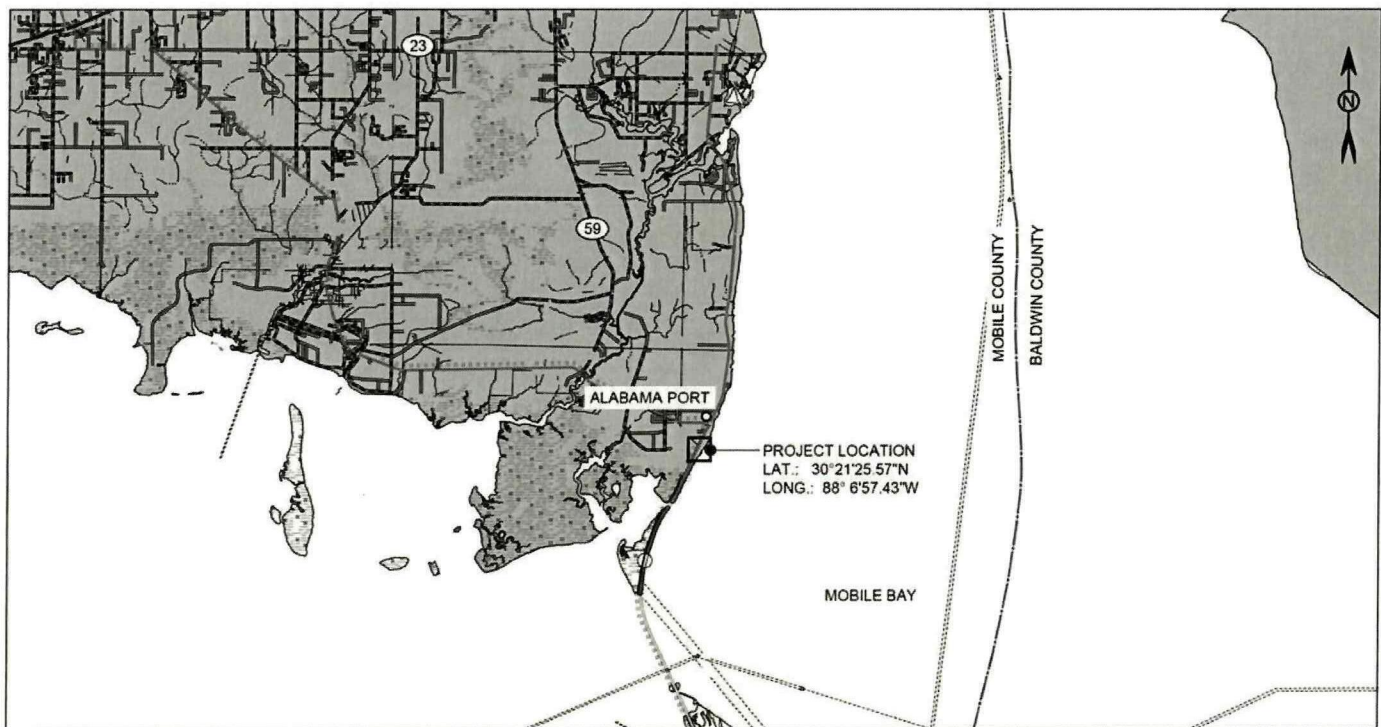 23
N
59
MOBILE COUNTY
BALDWIN COUNTY
ALABAMA PORT
PROJECT LOCATION
LAT.: 30°21'25.57"N
LONG.: 88° 6'57.43"W
MOBILE BAY